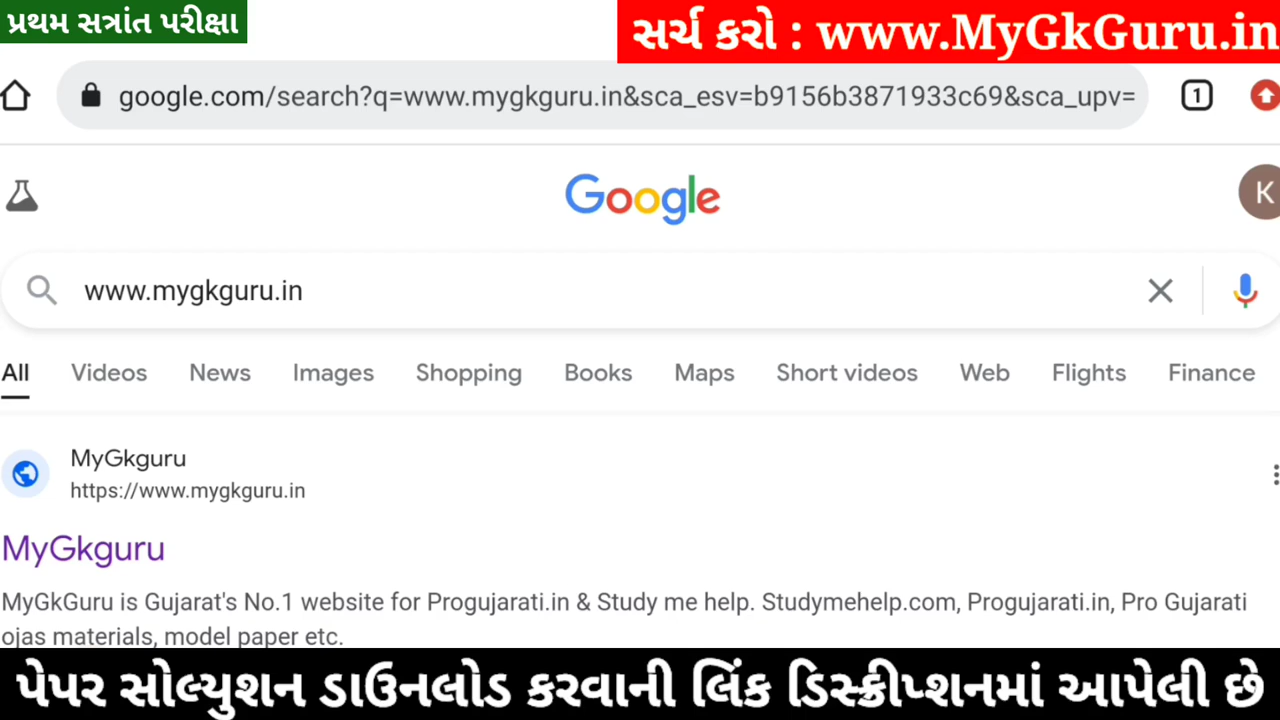 પ્રથમ સત્રાંત પરીક્ષા
સર્ચ કરો : www.MyGkGuru.in
google.com/search?q=www.mygkguru.in&sca_esv=b9156b3871933c69&sca_upv=
1
Google
K
www.mygkguru.in
All Videos News Images Shopping Books Maps Short videos Web Flights Finance
MyGkguru
https://www.mygkguru.in
MyGkguru
MyGkGuru is Gujarat's No.1 website for Progujarati.in & Study me help. Studymehelp.com, Progujarati.in, Pro Gujarati
ojas materials, model paper etc.
પેપર સોલ્યુશન ડાઉનલોડ કરવાની લિંક ડિસ્ક્રીપ્શનમાં આપેલી છે